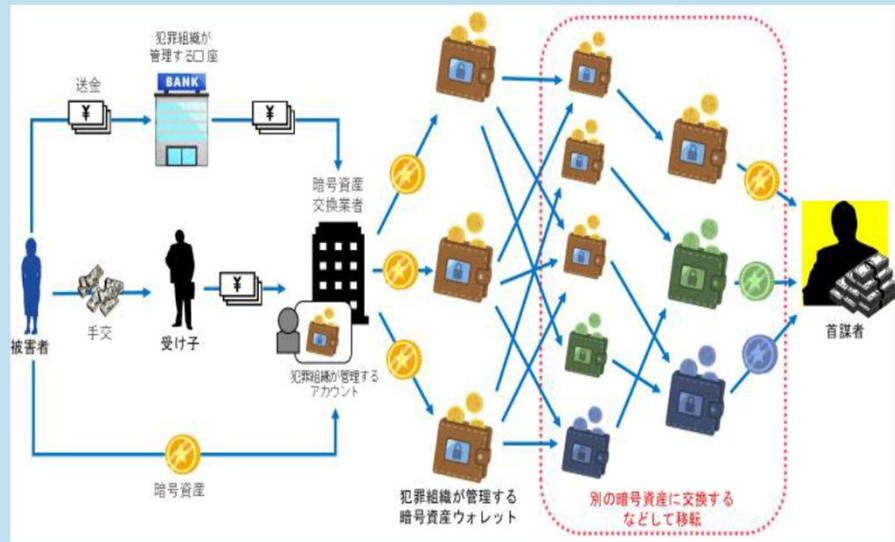 犯罪組織が
管理する口座
送金
BANK
¥
¥
暗号資産
交換業者
被害者
手交
受け子
¥
犯罪組織が管理する
アカウント
暗号資産
犯罪組織が管理する
暗号資産ウォレット
別の暗号資産に交換する
などして移転
首謀者